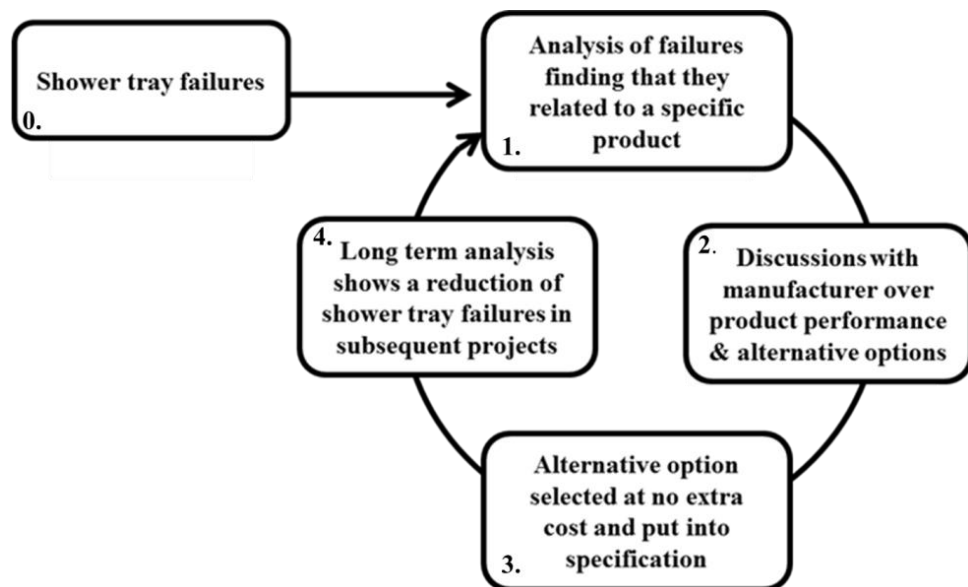 Shower tray failures
0.
Analysis of failures
finding that they
related to a specific
product
1.
2.
Discussions with
manufacturer over
product performance
& alternative options
Alternative option
selected at no extra
cost and put into
specification
3.
4.
Long term analysis
shows a reduction of
shower tray failures in
subsequent projects